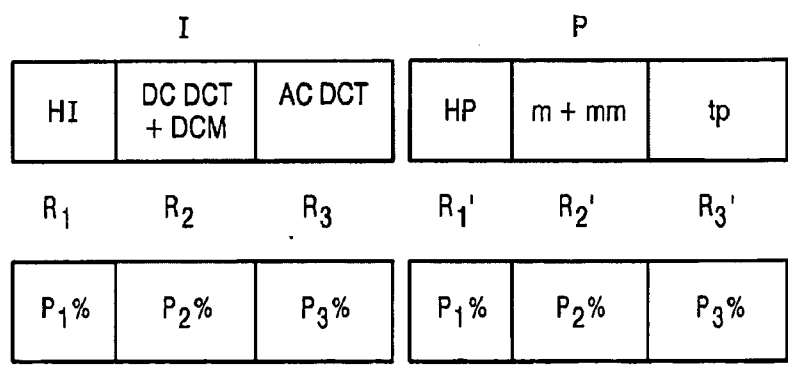 I P
HI DC DCT + DCM AC DCT HP m + mm tp
R1 R2 R3 R1' R2' R3'
P1% P2% P3% P1% P2% P3%